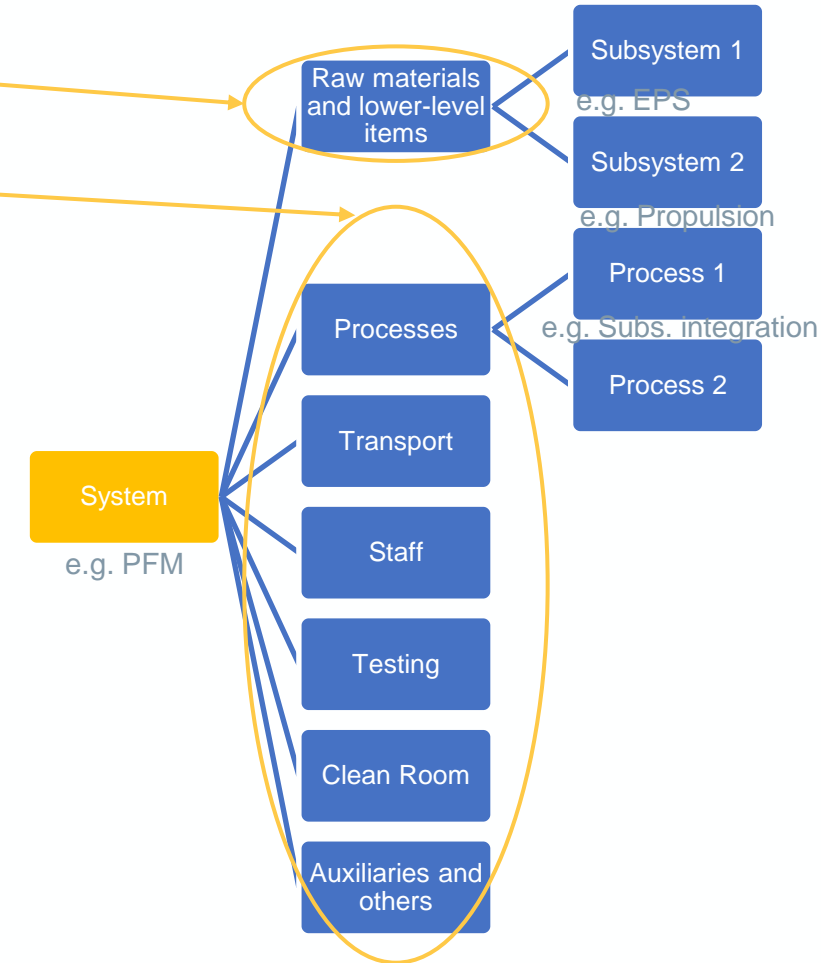 Subsystem 1
Raw materials
and lower-level
items
e.g. EPS
Subsystem 2
e.g. Propulsion
Process 1
Processes
e.g. Subs. integration
Process 2
Transport
System
Staff
e.g. PFM
Testing
Clean Room
Auxiliaries and
others